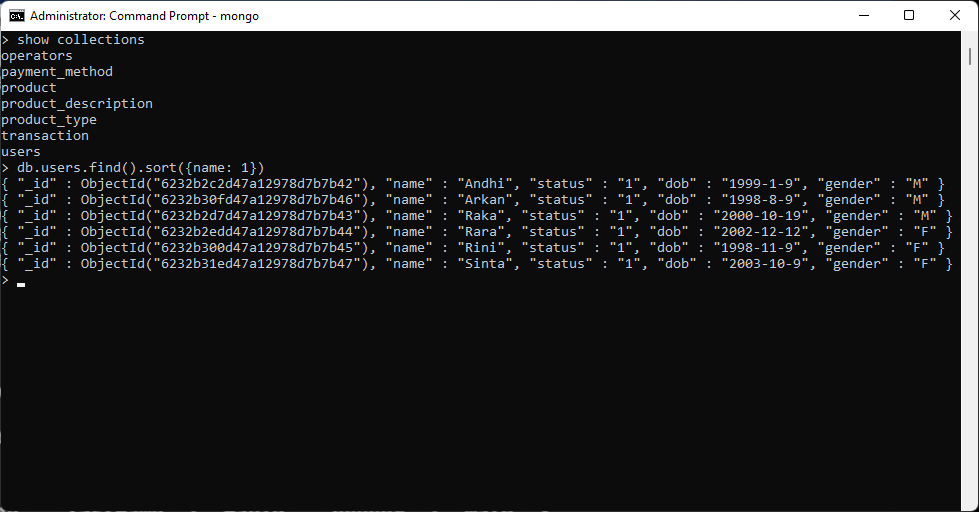 Administrator: Command Prompt - mongo
> show collections
operators
payment_method
product
product_description
product_type
transaction
users
> db.users.find().sort({name: 1})
{ "_id" : ObjectId("6232b2c2d47a12978d7b7b42"), "name" : "Andhi", "status" : "1", "dob" : "1999-1-9", "gender" : "M" }
{ "_id" : ObjectId("6232b30fd47a12978d7b7b46"), "name" : "Arkan", "status" : "1", "dob" : "1998-8-9", "gender" : "M" }
{ "_id" : ObjectId("6232b2d7d47a12978d7b7b43"), "name" : "Raka", "status" : "1", "dob" : "2000-10-19", "gender" : "M" }
{ "_id" : ObjectId("6232b2edd47a12978d7b7b44"), "name" : "Rara", "status" : "1", "dob" : "2002-12-12", "gender" : "F" }
{ "_id" : ObjectId("6232b300d47a12978d7b7b45"), "name" : "Rini", "status" : "1", "dob" : "1998-11-9", "gender" : "F" }
{ "_id" : ObjectId("6232b31ed47a12978d7b7b47"), "name" : "Sinta", "status" : "1", "dob" : "2003-10-9", "gender" : "F" }
>